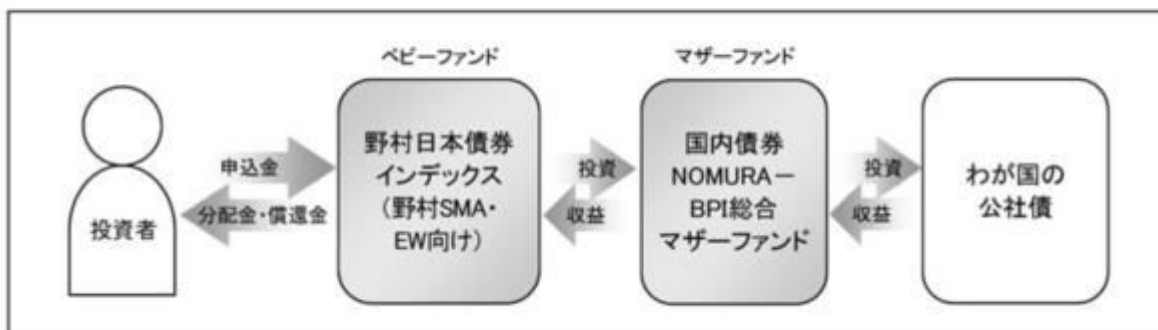 ベビーファンド
マザーファンド
投資者
申込金
分配金・償還金
野村日本債券
インデックス
（野村SMA・
EW向け）
投資
収益
国内債券
NOMURA－
BPI総合
マザーファンド
投資
収益
わが国の
公社債